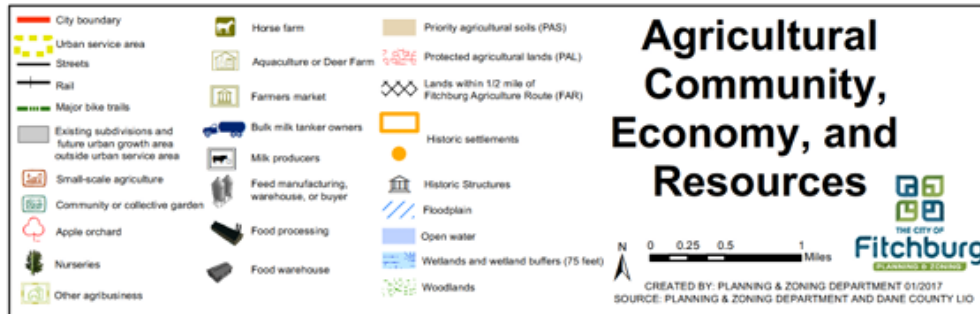 City boundary
Urban service area
Streets
Rail
Major bike trails
Existing subdivisions and
future urban growth area
outside urban service area
Small-scale agriculture
Community or collective garden
Apple orchard
Nurseries
Other agribusiness
Horse farm
Aquaculture or Deer Farm
Farmers market
Bulk milk tanker owners
Milk producers
Feed manufacturing,
warehouse, or buyer
Food processing
Food warehouse
Priority agricultural soils (PAS)
Protected agricultural lands (PAL)
Lands within 1/2 mile of
Fitchburg Agriculture Route (FAR)
Historic settlements
Historic Structures
Floodplain
Open water
Wetlands and wetland buffers (75 feet)
Woodlands
Agricultural
Community,
Economy, and
Resources
N
0 0.25 0.5 1
Miles
THE CITY OF
Fitchburg
PLANNING & ZONING
CREATED BY: PLANNING & ZONING DEPARTMENT 01/2017
SOURCE: PLANNING & ZONING DEPARTMENT AND DANE COUNTY LIO